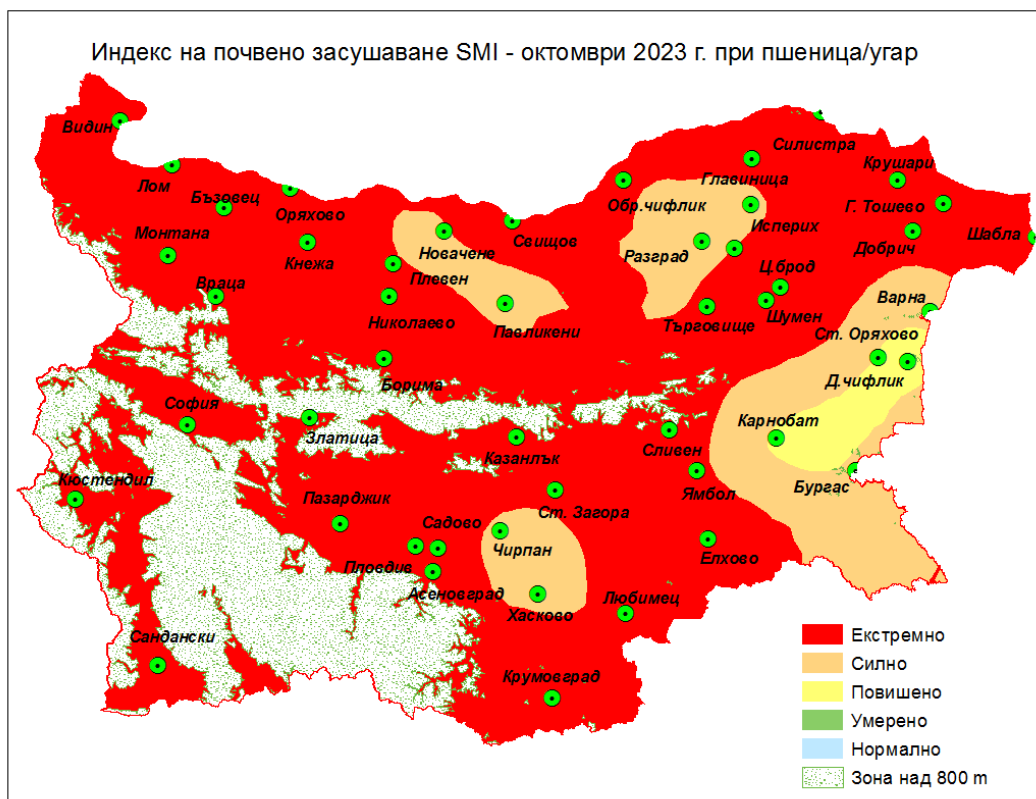 Индекс на почвено засушаване SMI - октомври 2023 г. при пшеница/угар
Видин
Силистра
Крушари
Лом
Главиница
Бъзовец
Обр.чифлик
Г. Тошево
Оряхово
Исперих
Монтана
Свищов
Шабла
Новачене
Разград
Добрич
Кнежа
Плевен
Ц.брод
Враца
Варна
Николаево
Павликени
Търговище
Шумен
Ст. Оряхово
Борима
Д.чифлик
София
Златица
Карнобат
Казанлък
Сливен
Кюстендил
Ямбол
Бургас
Пазарджик
Ст. Загора
Садово
Чирпан
Елхово
Пловдив
Асеновград
Хасково
Любимец
Сандански
Крумовград
Екстремно
Силно
Повишено
Умерено
Нормално
Зона над 800 m